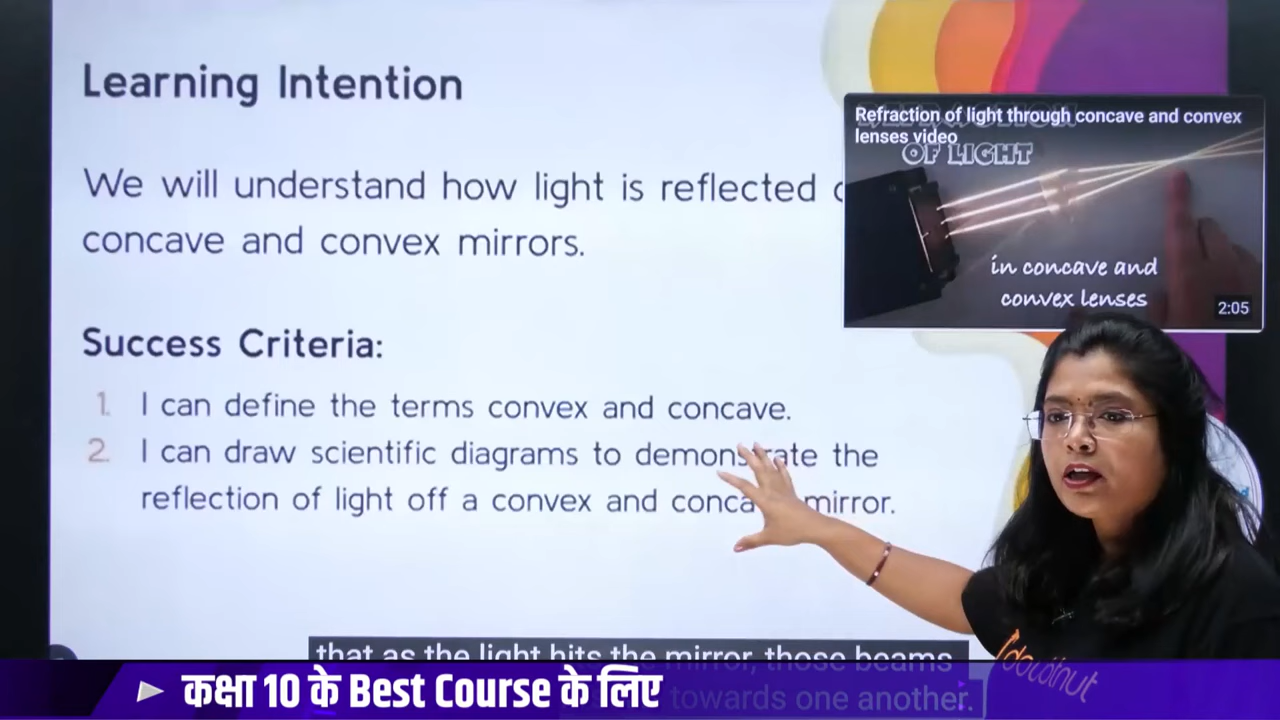 Learning Intention
We will understand how light is reflected
concave and convex mirrors.
Success Criteria:
1. I can define the terms convex and concave.
2. I can draw scientific diagrams to demonstrate the
reflection of light off a convex and concave mirror.
Refraction of light through concave and convex
lenses video
OF LIGHT
in concave and
convex lenses
2:05
that as the light hits the mirror, those beams
towards one another.
doubtnut
कक्षा 10 के Best Course के लिए